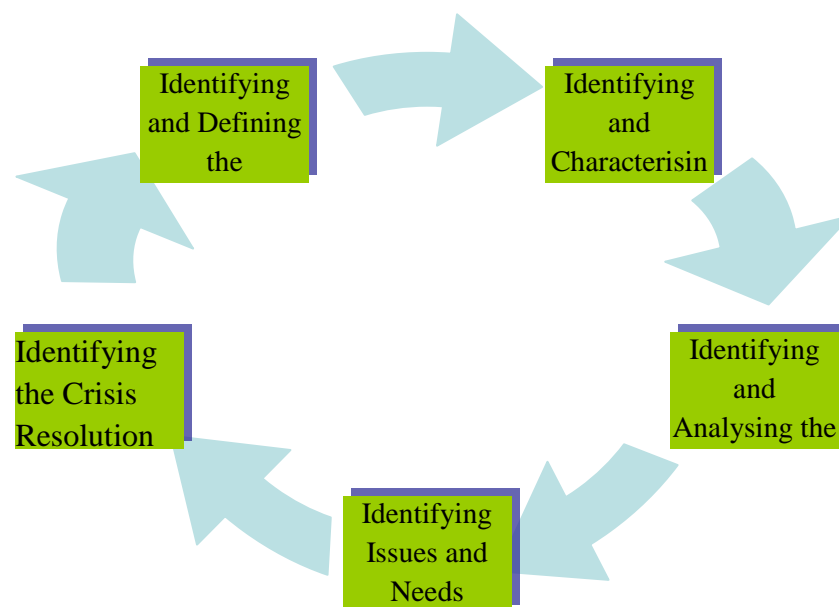 Identifying
and Defining
the
Identifying
and
Characterisin
Identifying
and
Analysing the
Identifying
Issues and
Needs
Identifying
the Crisis
Resolution